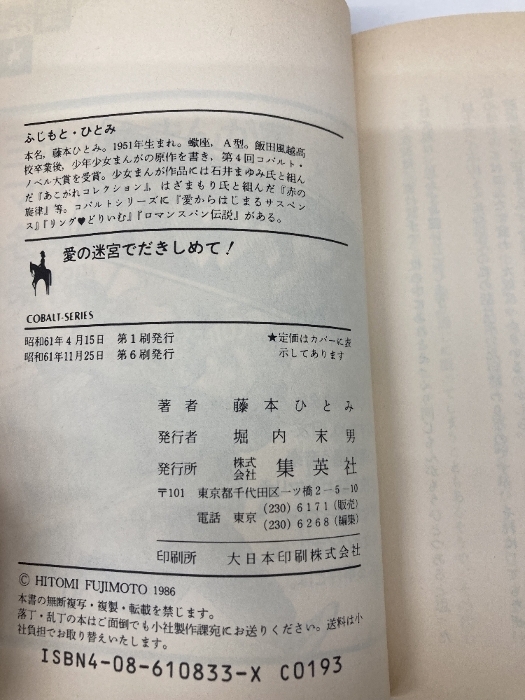 ふじもと・ひとみ
本名，藤本ひとみ。1951年生まれ。蠍座，A型。飯田風越高
校卒業後，少年少女まんがの原作を書き，第4回コバルト・
ノベル大賞を受賞。少女まんが作品には石井まゆみ氏と組ん
だ『あこがれコレクション』，はざまもり氏と組んだ『赤の
旋律』等。コバルトシリーズに『愛からはじまるサスペン
ス』『リング♥どりいむ』『ロマンスパン伝説』がある。
愛の迷宮でだきしめて！
COBALT-SERIES
昭和61年4月15日 第1刷発行
昭和61年11月25日 第6刷発行
★定価はカバーに表
示してあります
著者 藤本ひとみ
発行者 堀内末男
発行所 株式会社 集英社
〒101 東京都千代田区一ツ橋2－5－10
電話 東京 (230)6171(販売)
(230)6268(編集)
印刷所 大日本印刷株式会社
© HITOMI FUJIMOTO 1986
本書の無断複写・複製・転載を禁じます。
落丁・乱丁の本はご面倒でも小社製作課宛にお送りください。送料は小
社負担でお取り替えいたします。
ISBN4-08-610833-X C0193